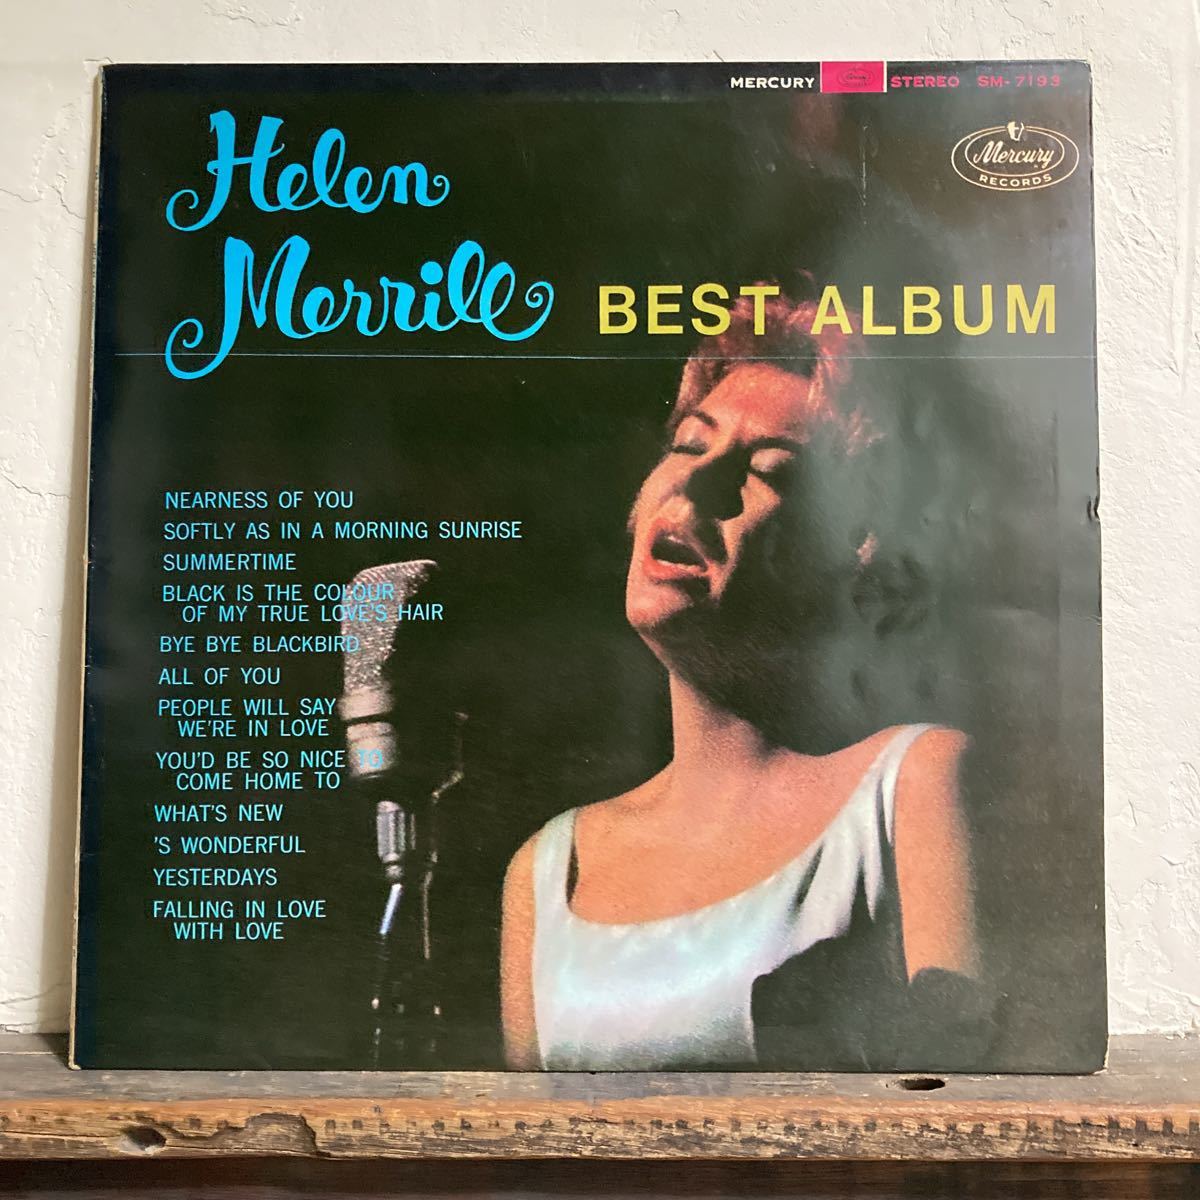 MERCURY STEREO SM-7193
Mercury
RECORDS
Helen
Merrill
BEST ALBUM
NEARNESS OF YOU
SOFTLY AS IN A MORNING SUNRISE
SUMMERTIME
BLACK IS THE COLOUR
OF MY TRUE LOVE'S HAIR
BYE BYE BLACKBIRD
ALL OF YOU
PEOPLE WILL SAY
WE'RE IN LOVE
YOU'D BE SO NICE TO
COME HOME TO
WHAT'S NEW
'S WONDERFUL
YESTERDAYS
FALLING IN LOVE
WITH LOVE